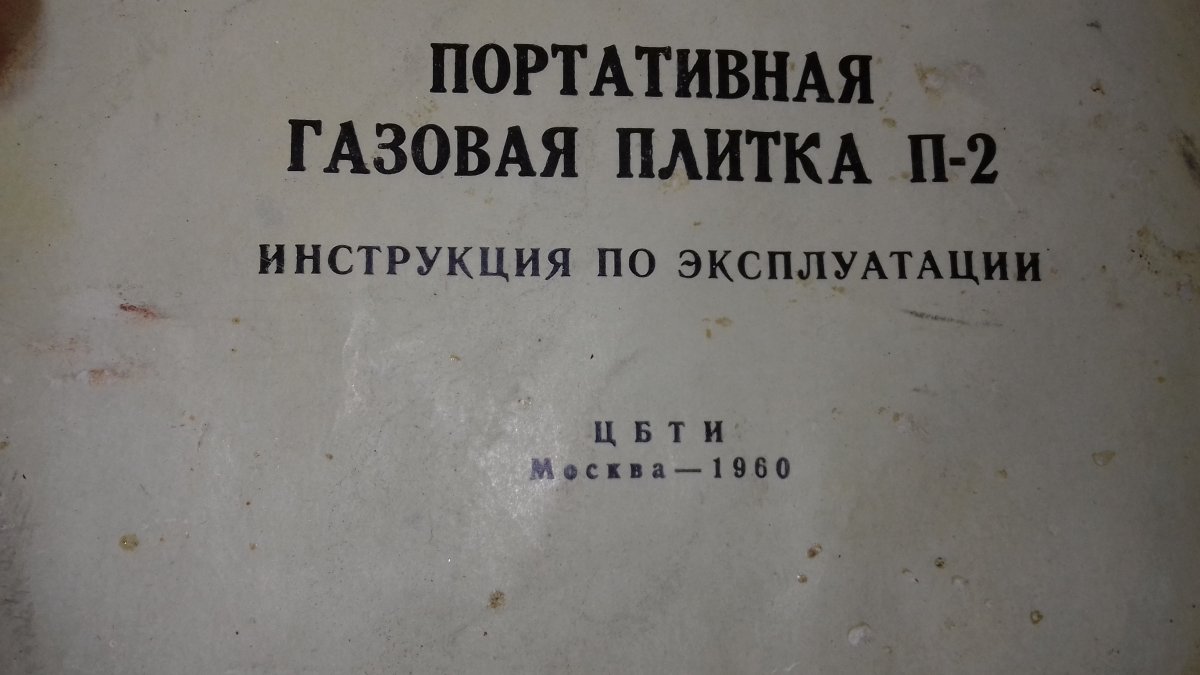 ПОРТАТИВНАЯ
ГАЗОВАЯ ПЛИТКА П-2
ИНСТРУКЦИЯ ПО ЭКСПЛУАТАЦИИ
ЦБТИ
Москва—1960